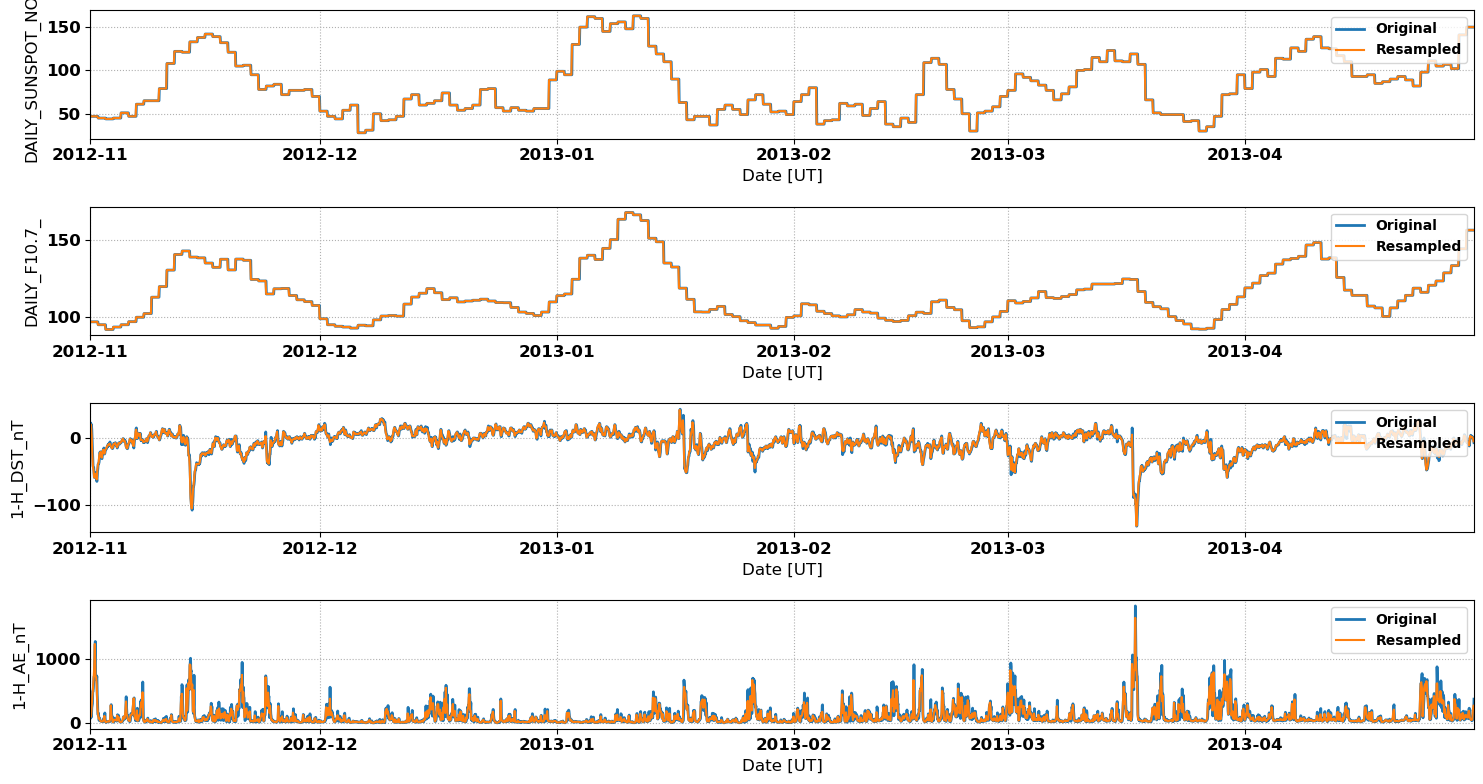 DAILY_SUNSPOT_NO
150
100
50
Original
Resampled
2012-11 2012-12 2013-01 2013-02 2013-03 2013-04
Date [UT]
DAILY_F10.7_
150
100
Original
Resampled
2012-11 2012-12 2013-01 2013-02 2013-03 2013-04
Date [UT]
1-H_DST_nT
0
−100
Original
Resampled
2012-11 2012-12 2013-01 2013-02 2013-03 2013-04
Date [UT]
1-H_AE_nT
1000
0
Original
Resampled
2012-11 2012-12 2013-01 2013-02 2013-03 2013-04
Date [UT]